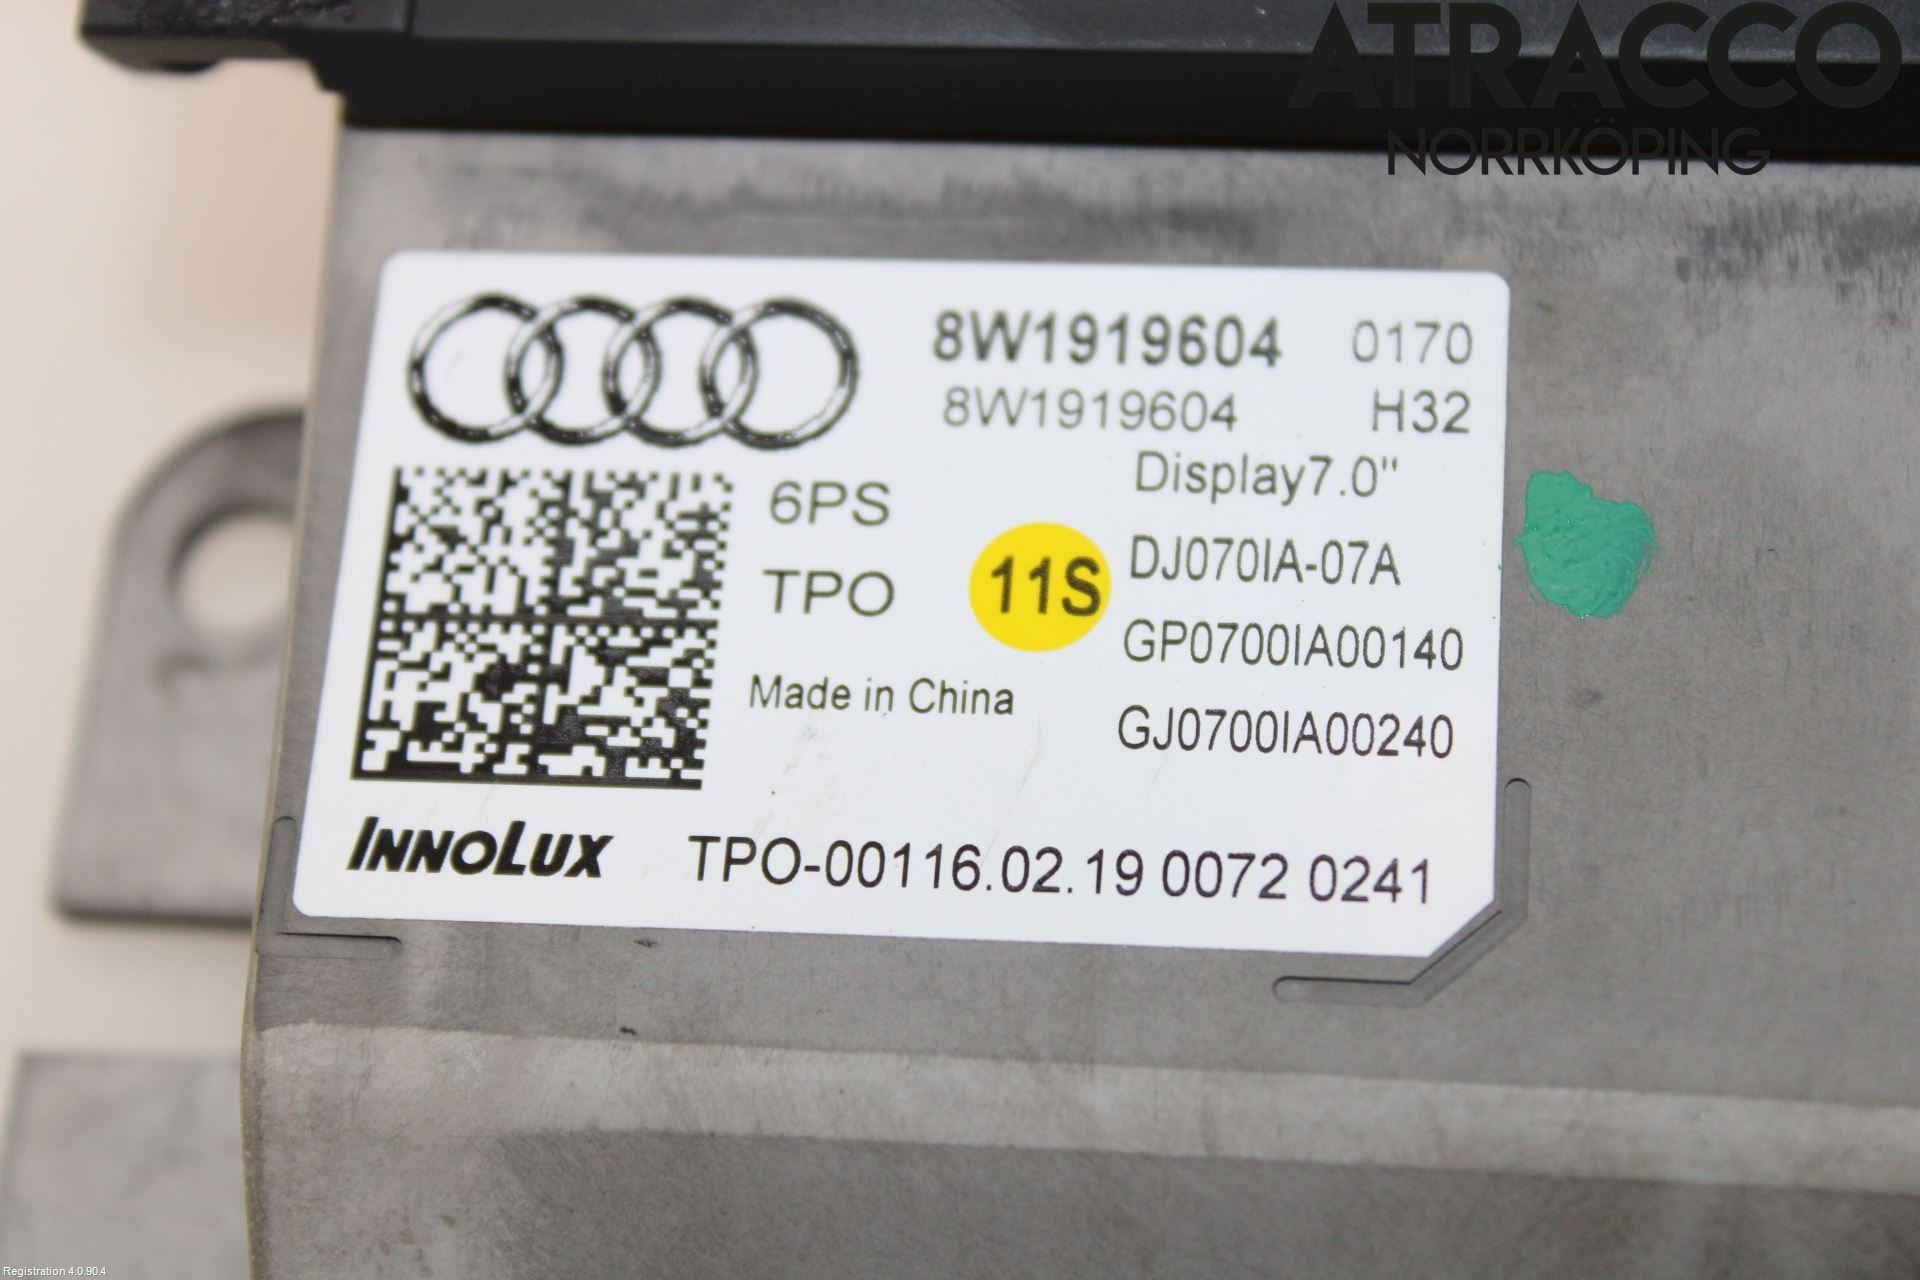 ATRACCO
NORRKÖPING
8W1919604 0170
8W1919604 H32
Display7.0"
6PS
TPO
11S
DJ070IA-07A
GP0700IA00140
Made in China
GJ0700IA00240
INNOLUX
TPO-00116.02.19 0072 0241
Registration 4.0.90.4